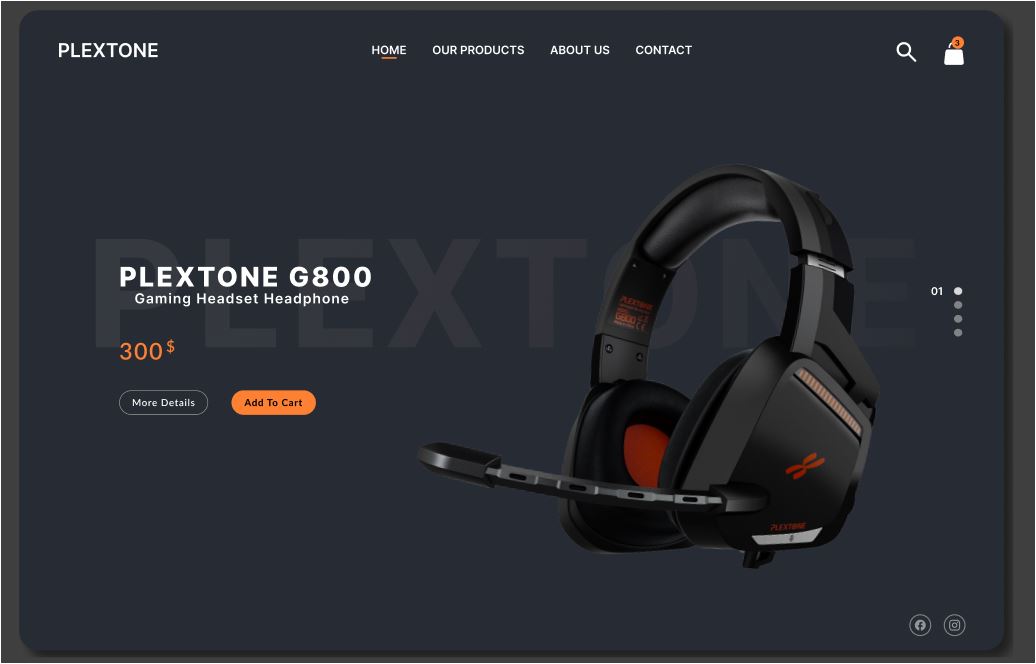 PLEXTONE
HOME OUR PRODUCTS ABOUT US CONTACT
3
PLEXTONE
PLEXTONE G800
Gaming Headset Headphone
300$
More Details
Add To Cart
01
PLEXTONE
G800
PLEXTONE